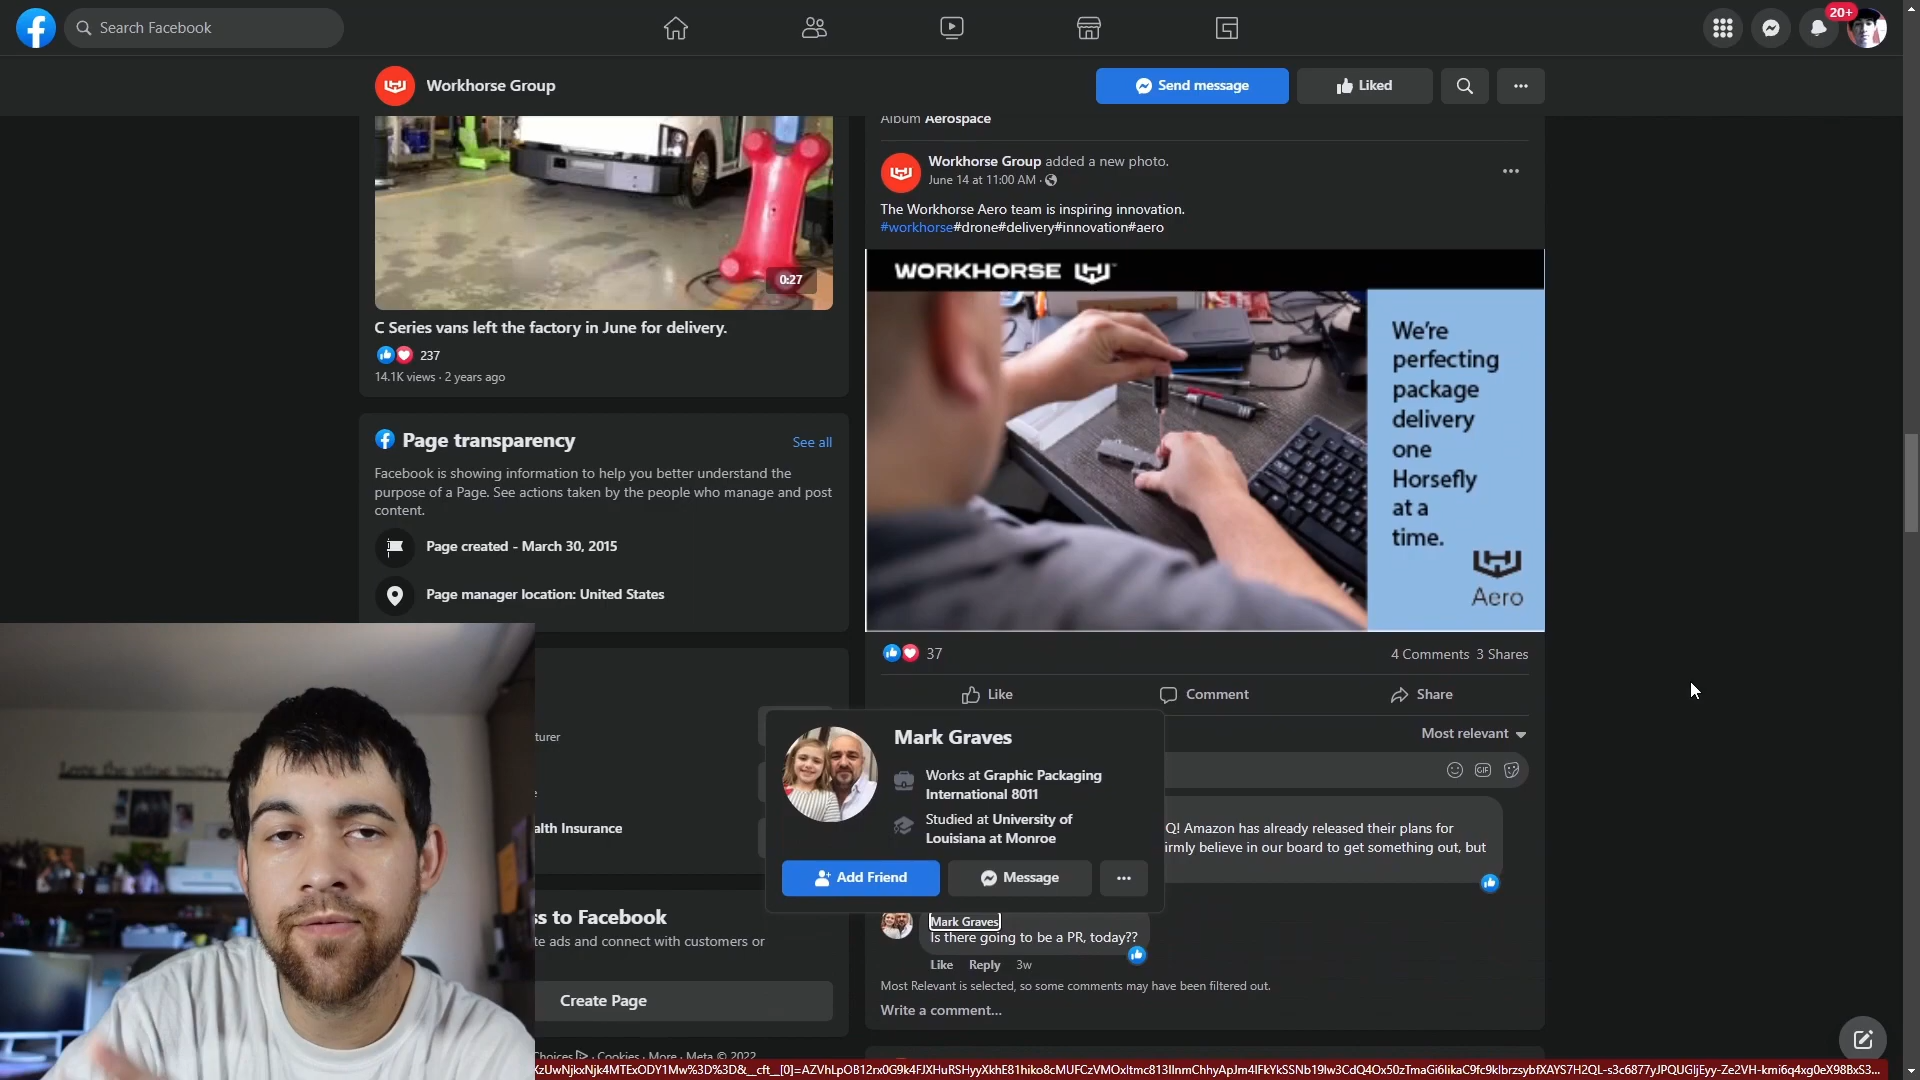 Search Facebook
20+
Workhorse Group
Send message
Liked
Album Aerospace
Workhorse Group added a new photo.
June 14 at 11:00 AM ·
The Workhorse Aero team is inspiring innovation.
#workhorse#drone#delivery#innovation#aero
WORKHORSE
We're
perfecting
package
delivery
one
Horsefly
at a
time.
Aero
0:27
C Series vans left the factory in June for delivery.
237
14.1K views · 2 years ago
Page transparency
See all
Facebook is showing information to help you better understand the
purpose of a Page. See actions taken by the people who manage and post
content.
Page created - March 30, 2015
Page manager location: United States
37
4 Comments 3 Shares
Like
Comment
Share
Most relevant
GIF
Mark Graves
Works at Graphic Packaging
International 8011
Studied at University of
Louisiana at Monroe
Add Friend
Message
Q! Amazon has already released their plans for
irmly believe in our board to get something out, but
Mark Graves
Is there going to be a PR, today??
Like Reply 3w
Most Relevant is selected, so some comments may have been filtered out.
Write a comment...
turer
alth Insurance
ss to Facebook
te ads and connect with customers or
Create Page
Choices · Cookies · More · Meta © 2022